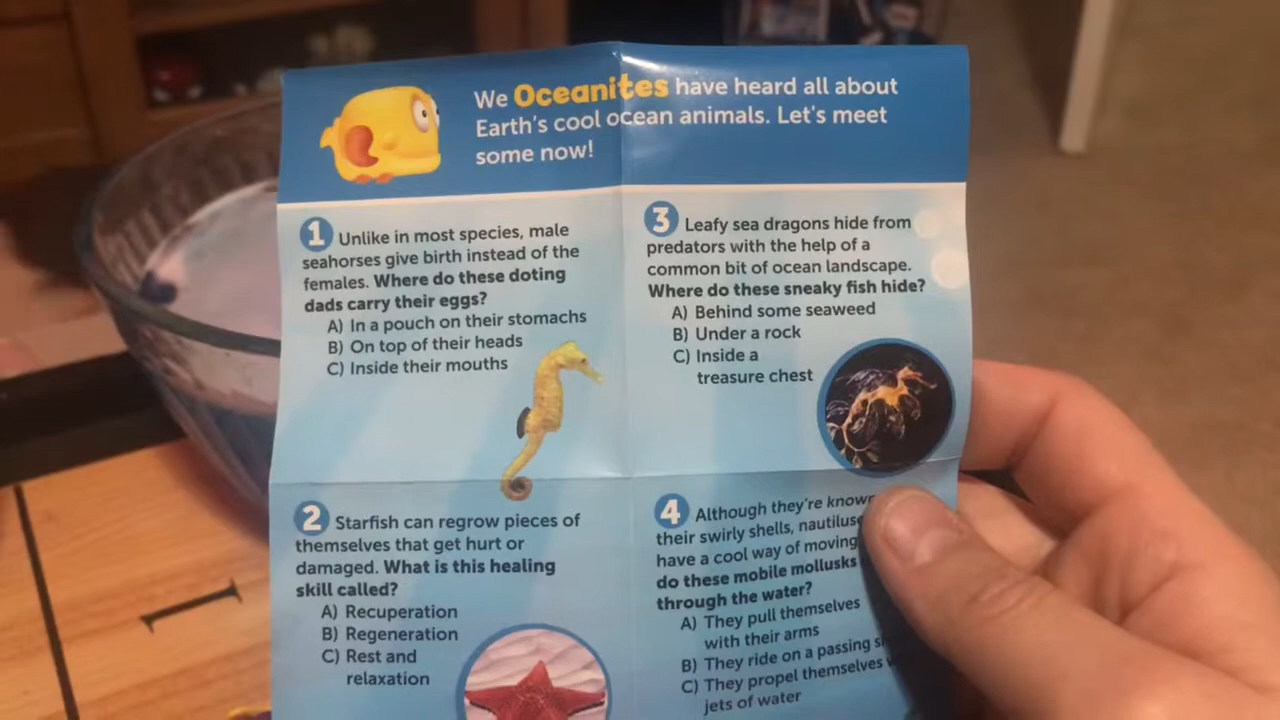 We Oceanites have heard all about
Earth's cool ocean animals. Let's meet
some now!
1 Unlike in most species, male
seahorses give birth instead of the
females. Where do these doting
dads carry their eggs?
A) In a pouch on their stomachs
B) On top of their heads
C) Inside their mouths
2 Starfish can regrow pieces of
themselves that get hurt or
damaged. What is this healing
skill called?
A) Recuperation
B) Regeneration
C) Rest and
relaxation
3 Leafy sea dragons hide from
predators with the help of a
common bit of ocean landscape.
Where do these sneaky fish hide?
A) Behind some seaweed
B) Under a rock
C) Inside a
treasure chest
4 Although they're known
their swirly shells,
have a cool way of moving
do these mobile mollusks
through the water?
A) They pull themselves
with their arms
B) They ride on a passing
C) They propel themselves
jets of water